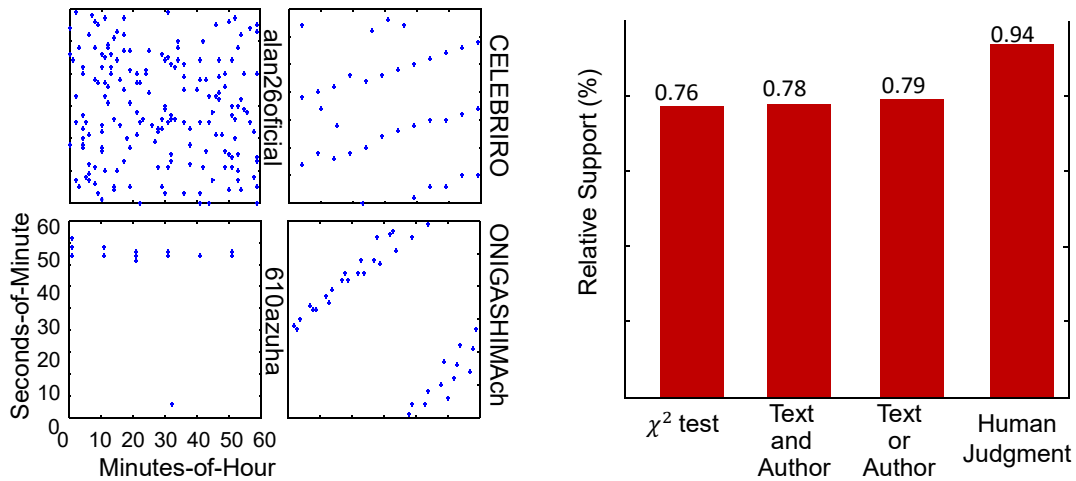 alan26oficial
CELEBRIRO
Seconds-of-Minute
60
50
40
30
20
10
0
610azuha
ONIGASHIMAch
0 10 20 30 40 50 60
Minutes-of-Hour
Relative Support (%)
0.76
0.78
0.79
0.94
χ² test
Text
and
Author
Text
or
Author
Human
Judgment